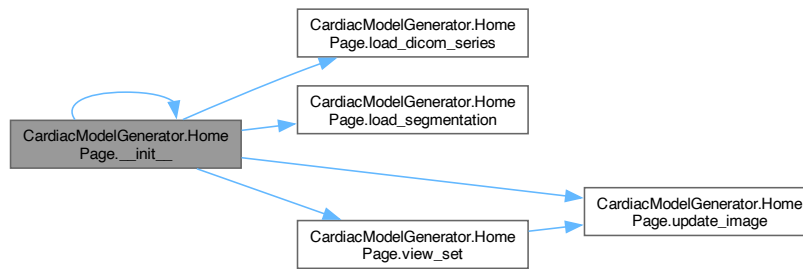 CardiacModelGenerator.Home
Page.load_dicom_series
CardiacModelGenerator.Home
Page.load_segmentation
CardiacModelGenerator.Home
Page.__init__
CardiacModelGenerator.Home
Page.update_image
CardiacModelGenerator.Home
Page.view_set